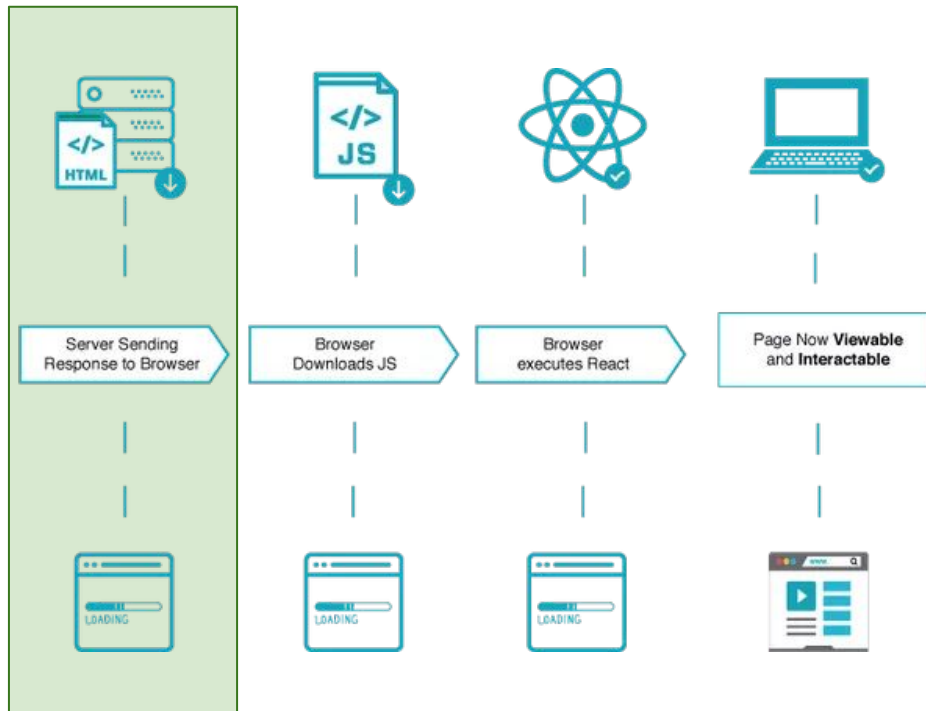 </>
HTML
</>
JS
Server Sending
Response to Browser
Browser
Downloads JS
Browser
executes React
Page Now Viewable
and Interactable
LOADING
LOADING
LOADING
www.